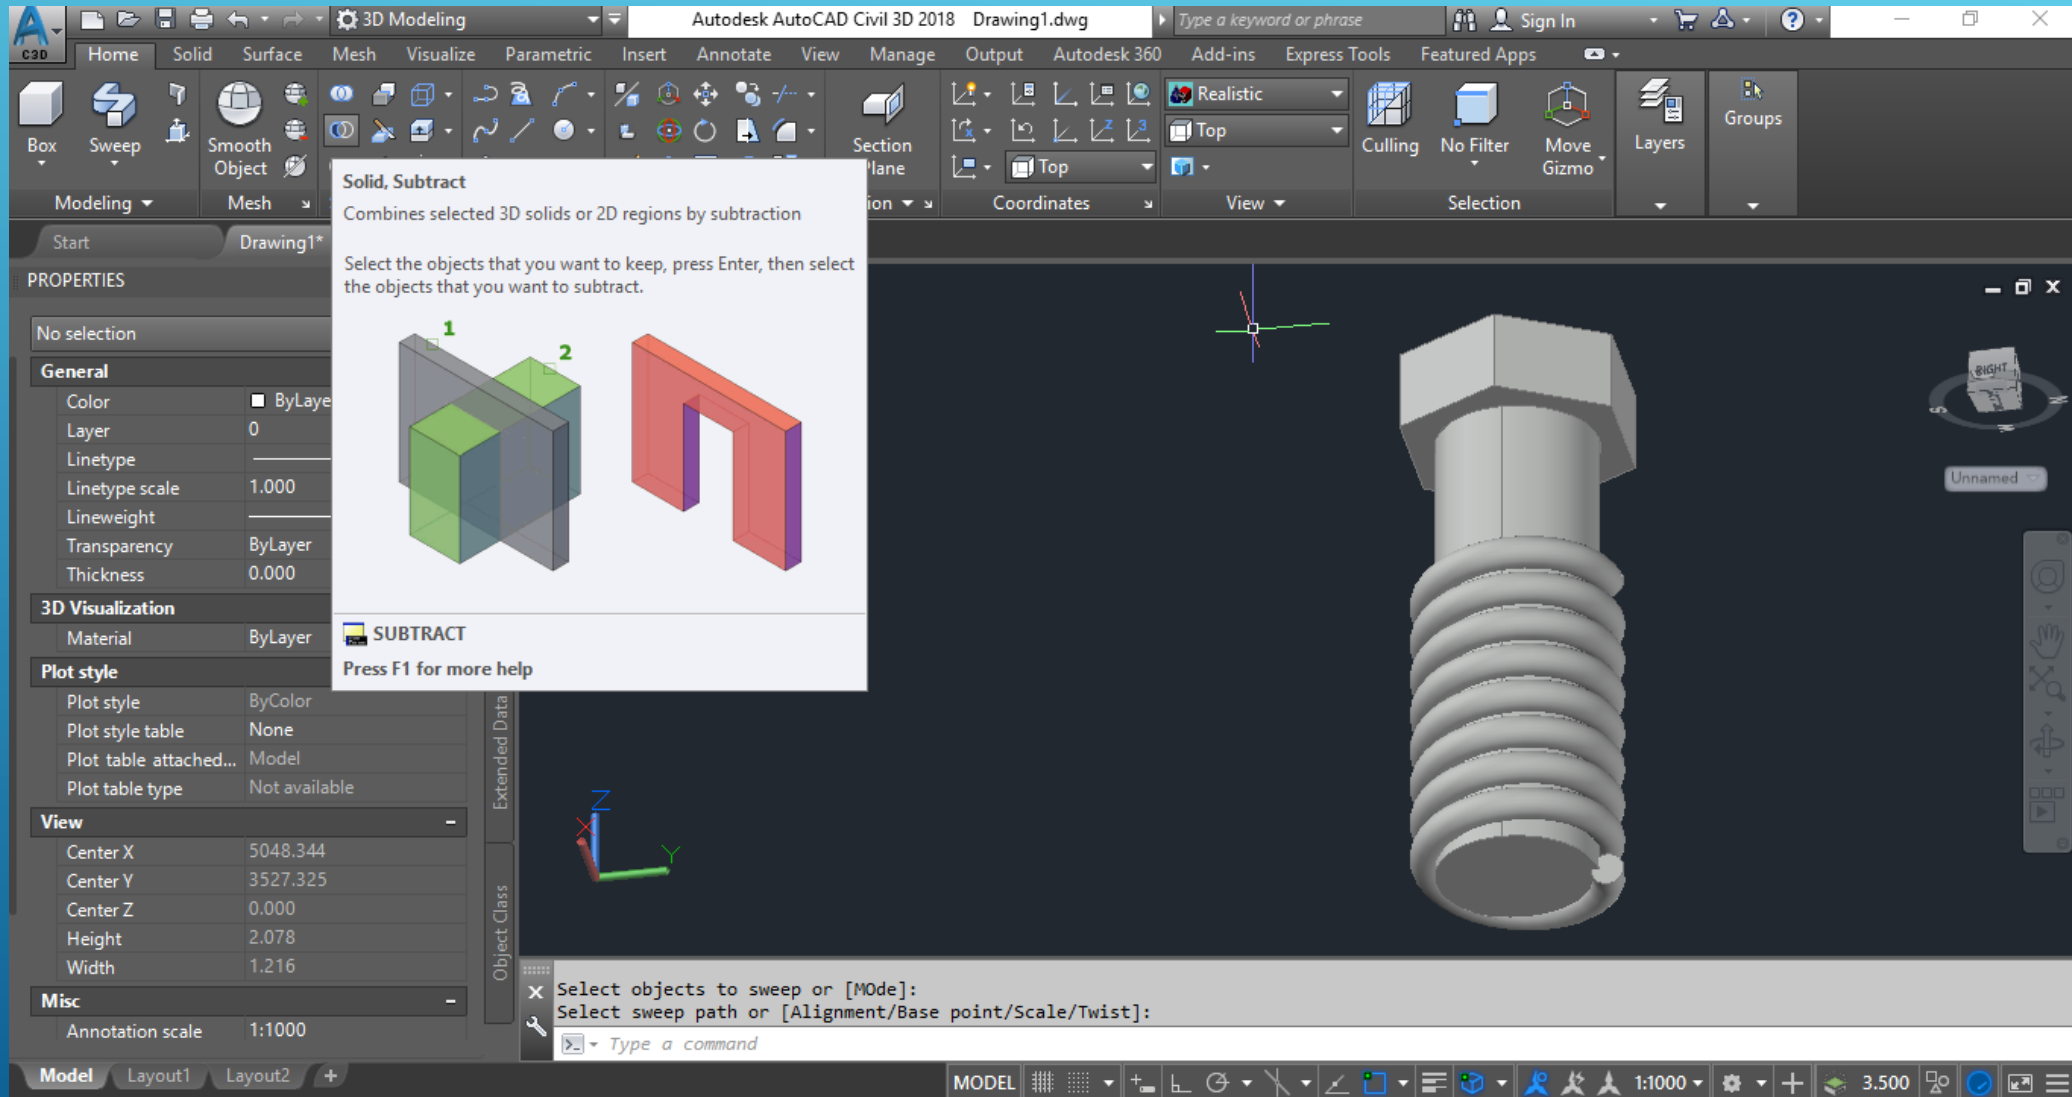 3D Modeling
Autodesk AutoCAD Civil 3D 2018 Drawing1.dwg
Type a keyword or phrase
Sign In
C3D
Home Solid Surface Mesh Visualize Parametric Insert Annotate View Manage Output Autodesk 360 Add-ins Express Tools Featured Apps
Box
Sweep
Smooth
Object
Section
lane
Realistic
Top
Top
Culling
No Filter
Move
Gizmo
Layers
Groups
Modeling
Mesh
ion
Coordinates
View
Selection
Start
Drawing1*
Solid, Subtract
Combines selected 3D solids or 2D regions by subtraction
Select the objects that you want to keep, press Enter, then select
the objects that you want to subtract.
1
2
SUBTRACT
Press F1 for more help
PROPERTIES
No selection
General
Color ByLaye
Layer 0
Linetype
Linetype scale 1.000
Lineweight
Transparency ByLayer
Thickness 0.000
3D Visualization
Material ByLayer
Plot style
Plot style ByColor
Plot style table None
Plot table attached... Model
Plot table type Not available
View
Center X 5048.344
Center Y 3527.325
Center Z 0.000
Height 2.078
Width 1.216
Misc
Annotation scale 1:1000
Extended Data
Object Class
RIGHT
S
Unnamed
Z
X
Y
Select objects to sweep or [MOde]:
Select sweep path or [Alignment/Base point/Scale/Twist]:
Type a command
Model Layout1 Layout2 +
MODEL
1:1000
3.500